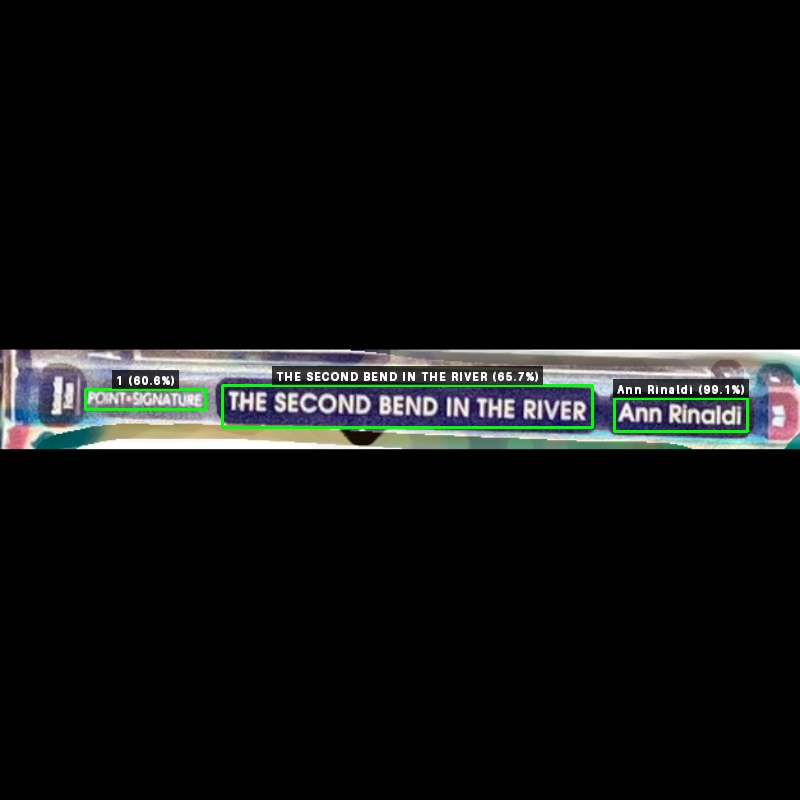 POINT•SIGNATURE
1 (60.6%)
THE SECOND BEND IN THE RIVER (65.7%)
THE SECOND BEND IN THE RIVER
Ann Rinaldi (99.1%)
Ann Rinaldi